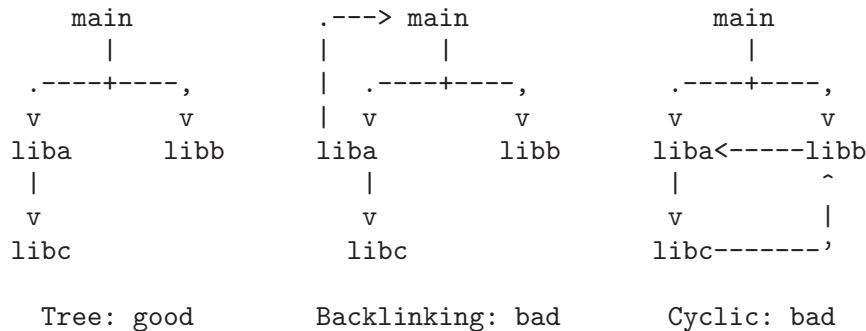 main            .---> main               main
      |             |       |                  |
 .----+----,        |  .----+----,        .----+----,
 v         v        |  v         v        v         v
liba      libb     liba         libb     liba<-----libb
 |                     |                  |         ^
 v                     v                  v         |
libc                  libc               libc-------’

  Tree: good       Backlinking: bad       Cyclic: bad